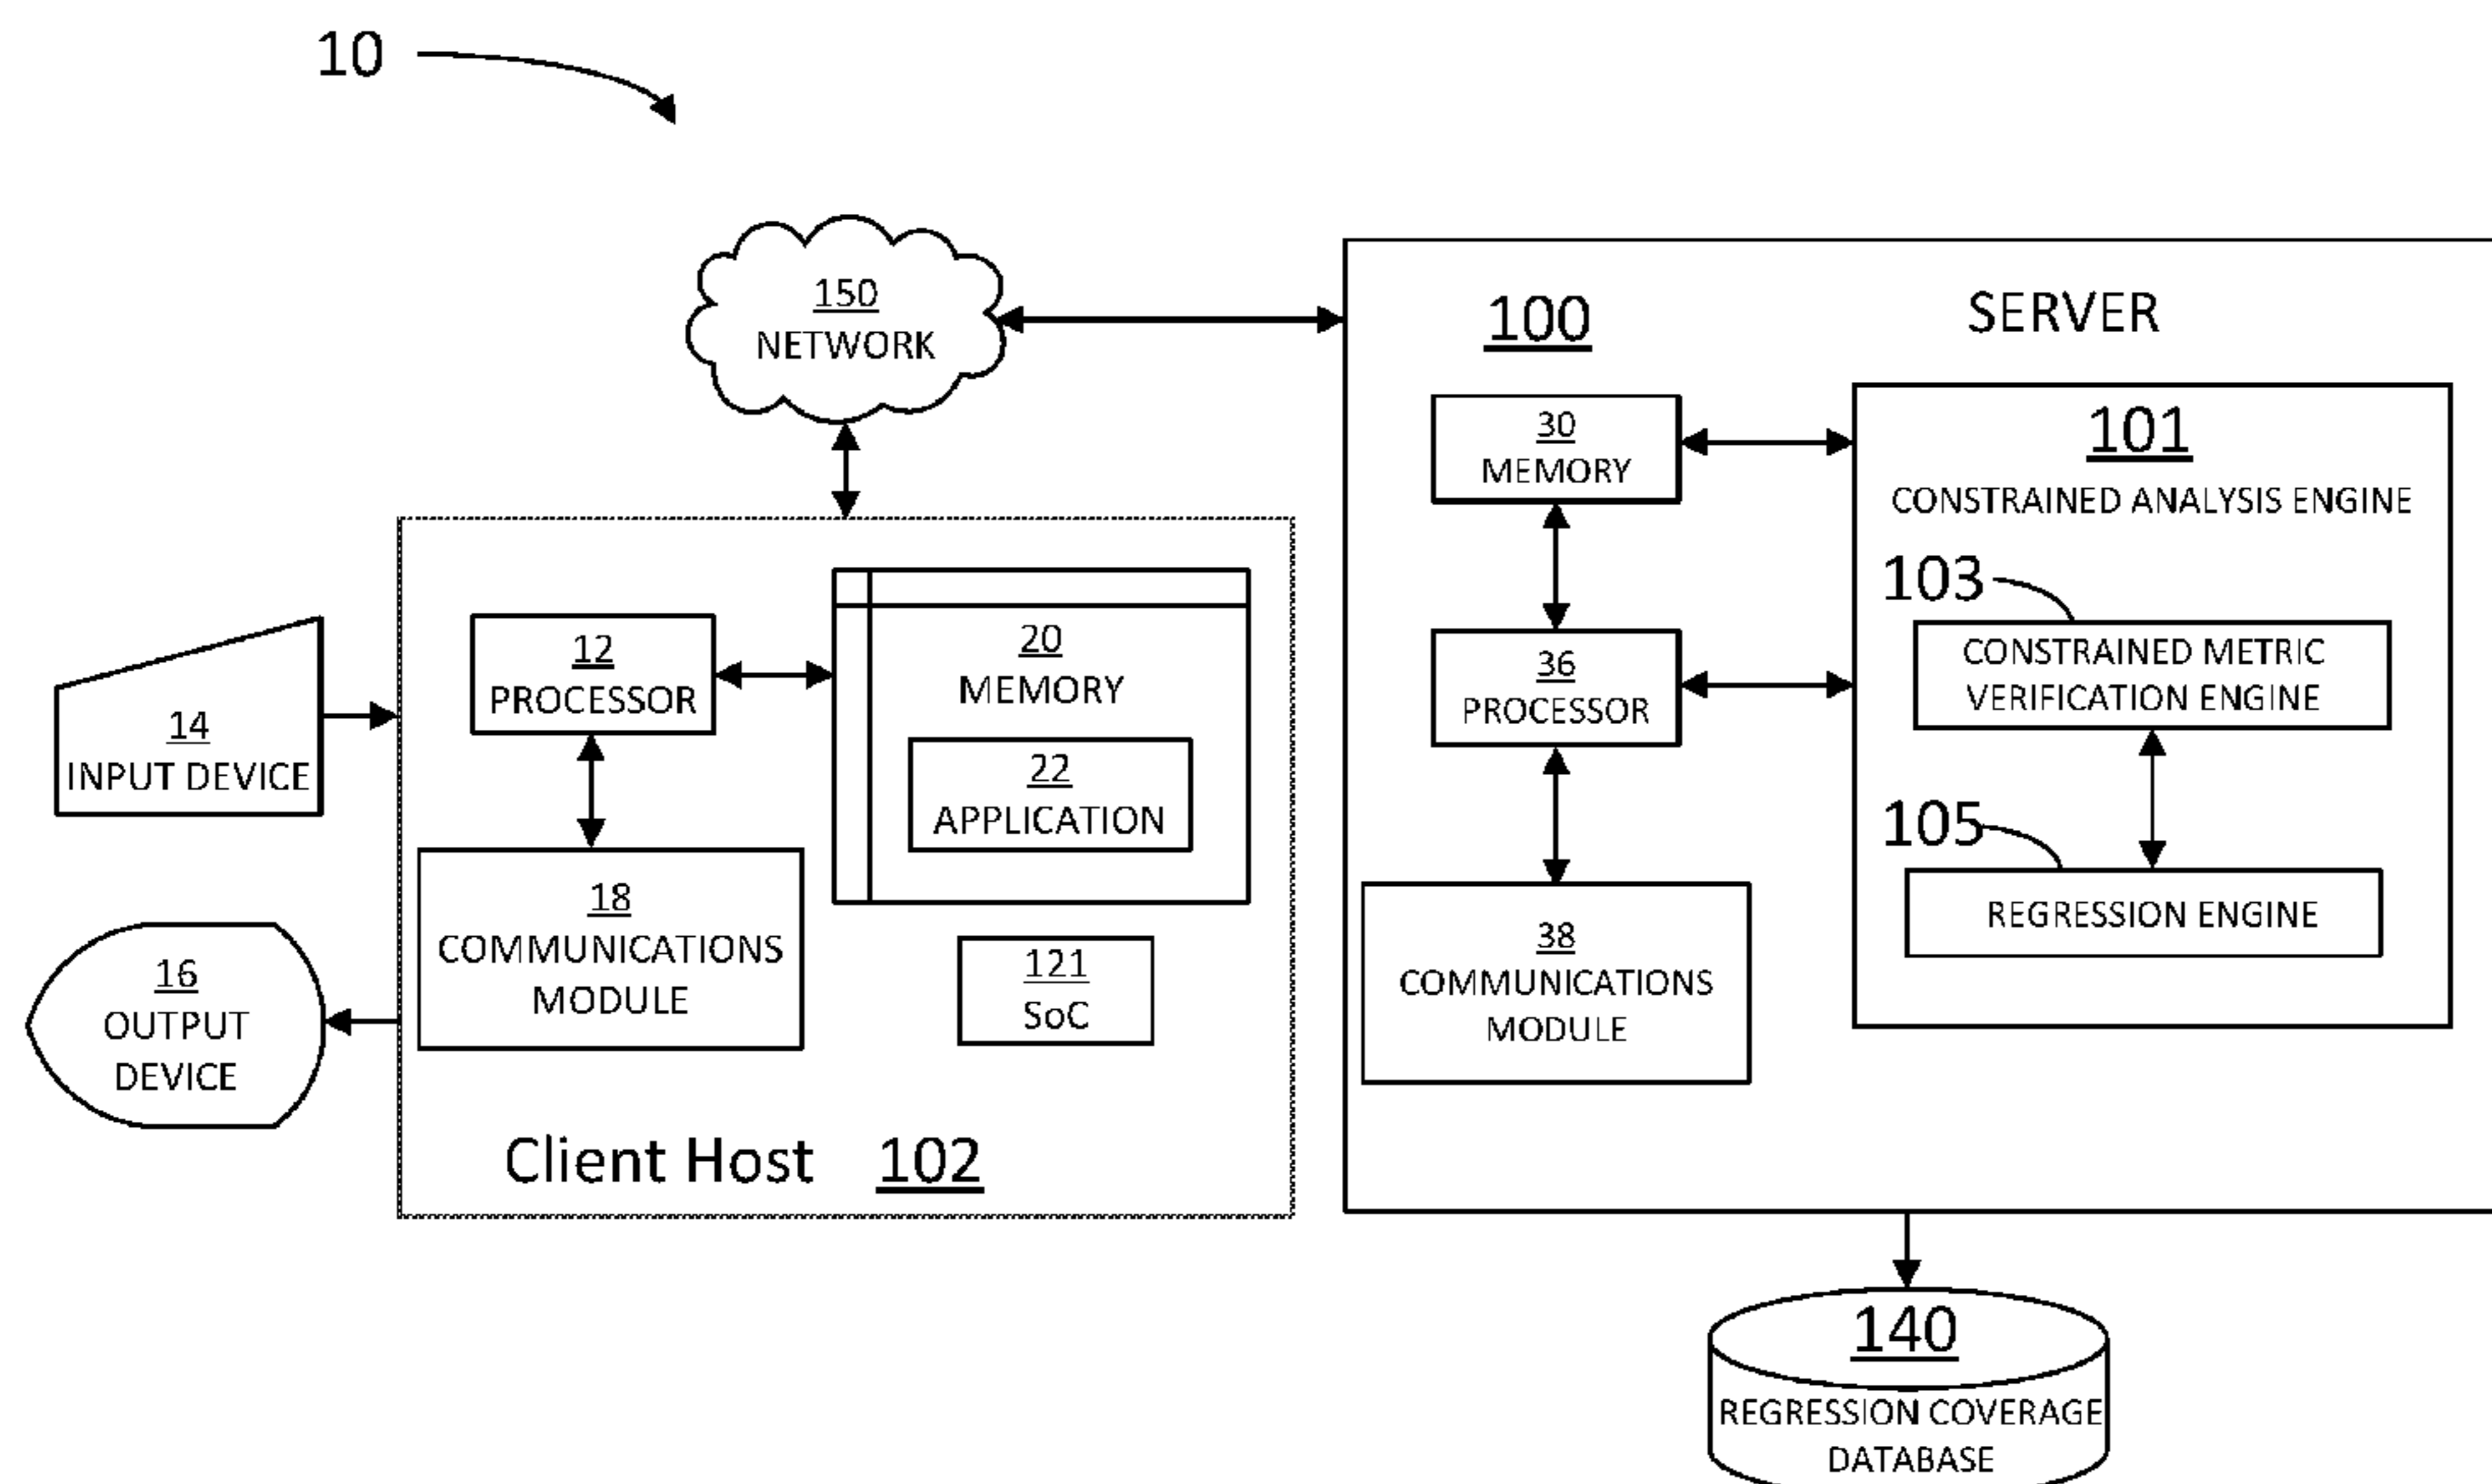 10
150
NETWORK
100
SERVER
30
MEMORY
101
CONSTRAINED ANALYSIS ENGINE
103
CONSTRAINED METRIC
VERIFICATION ENGINE
36
PROCESSOR
105
REGRESSION ENGINE
38
COMMUNICATIONS
MODULE
14
INPUT DEVICE
12
PROCESSOR
20
MEMORY
22
APPLICATION
18
COMMUNICATIONS
MODULE
121
SoC
16
OUTPUT
DEVICE
Client Host 102
140
REGRESSION COVERAGE
DATABASE